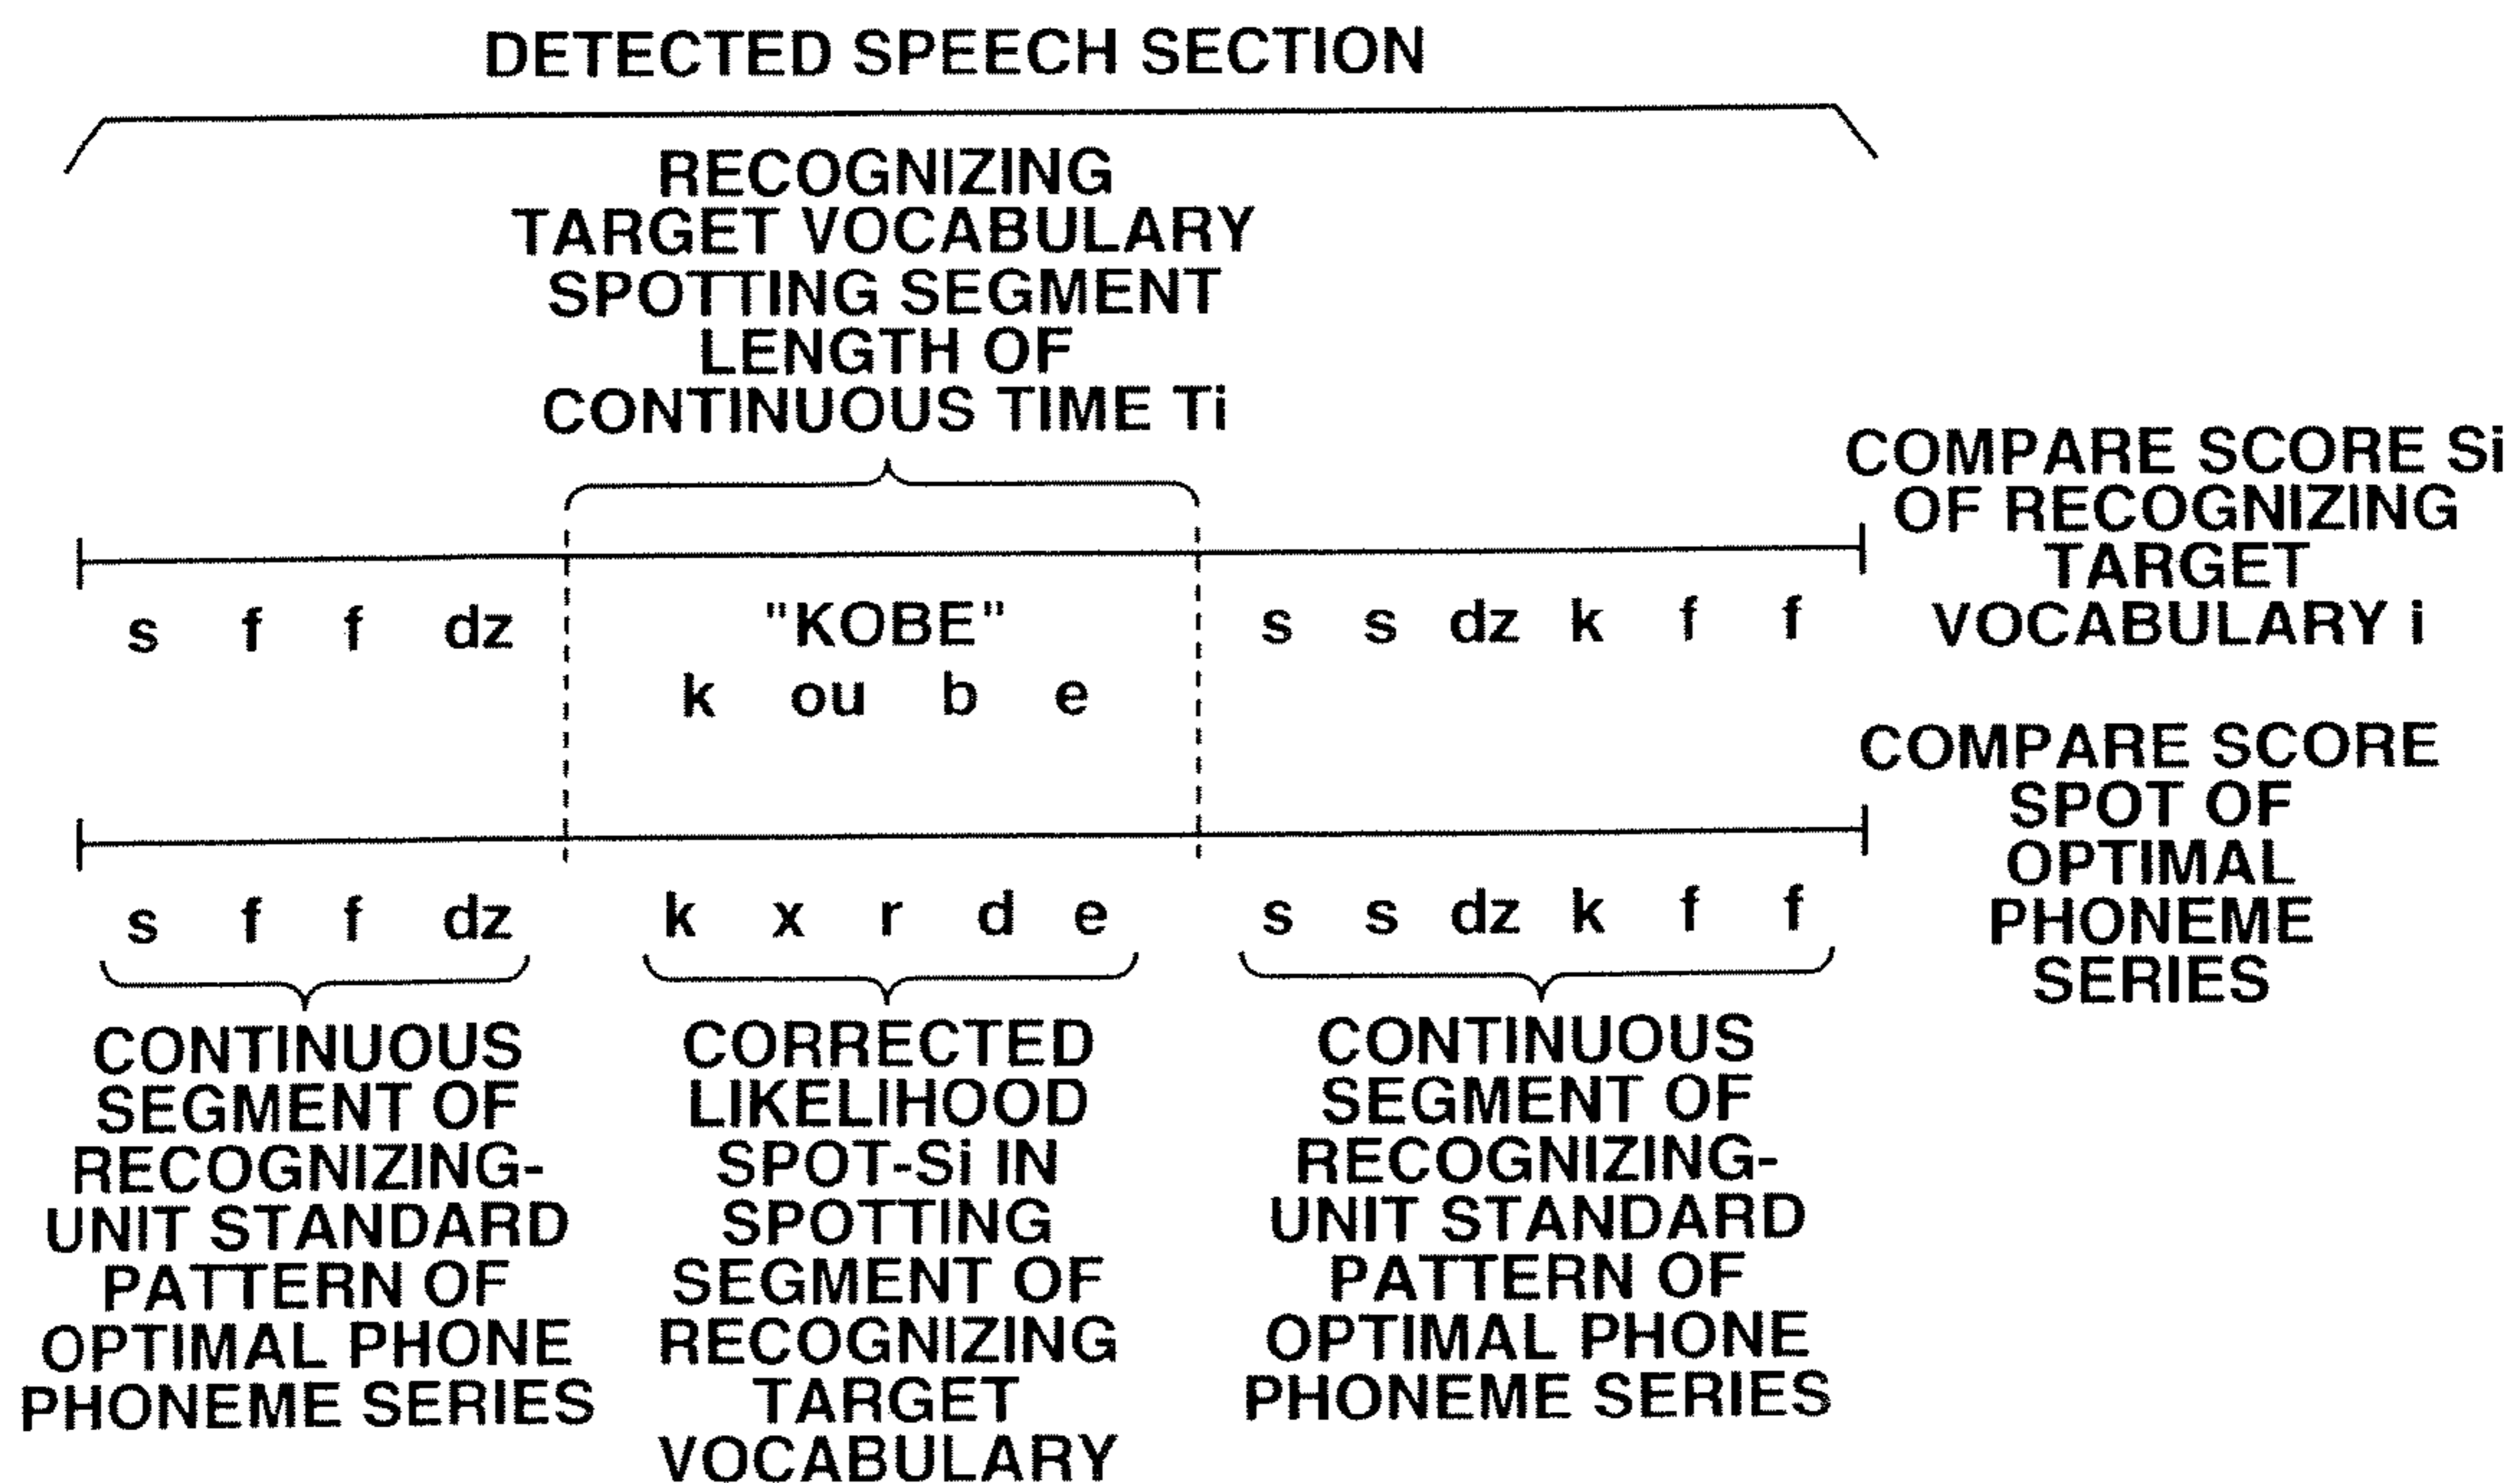 DETECTED SPEECH SECTION
RECOGNIZING
TARGET VOCABULARY
SPOTTING SEGMENT
LENGTH OF
CONTINUOUS TIME Ti
COMPARE SCORE Si
OF RECOGNIZING
TARGET
VOCABULARY i
s f f dz "KOBE" s s dz k f f
k ou b e
COMPARE SCORE
SPOT OF
OPTIMAL
PHONEME
SERIES
s f f dz k x r d e s s dz k f f
CONTINUOUS
SEGMENT OF
RECOGNIZING-
UNIT STANDARD
PATTERN OF
OPTIMAL PHONE
PHONEME SERIES
CORRECTED
LIKELIHOOD
SPOT-Si IN
SPOTTING
SEGMENT OF
RECOGNIZING
TARGET
VOCABULARY
CONTINUOUS
SEGMENT OF
RECOGNIZING-
UNIT STANDARD
PATTERN OF
OPTIMAL PHONE
PHONEME SERIES